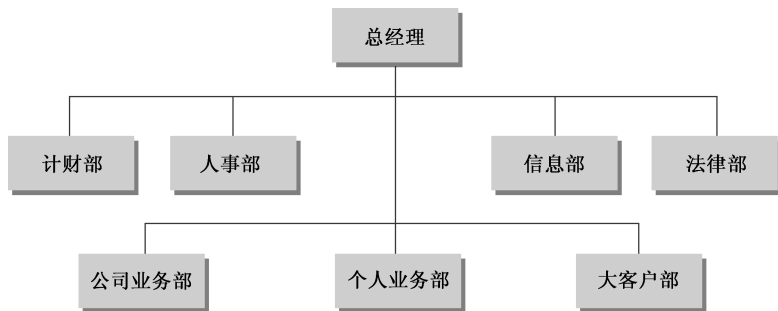 总经理
计财部
人事部
信息部
法律部
公司业务部
个人业务部
大客户部